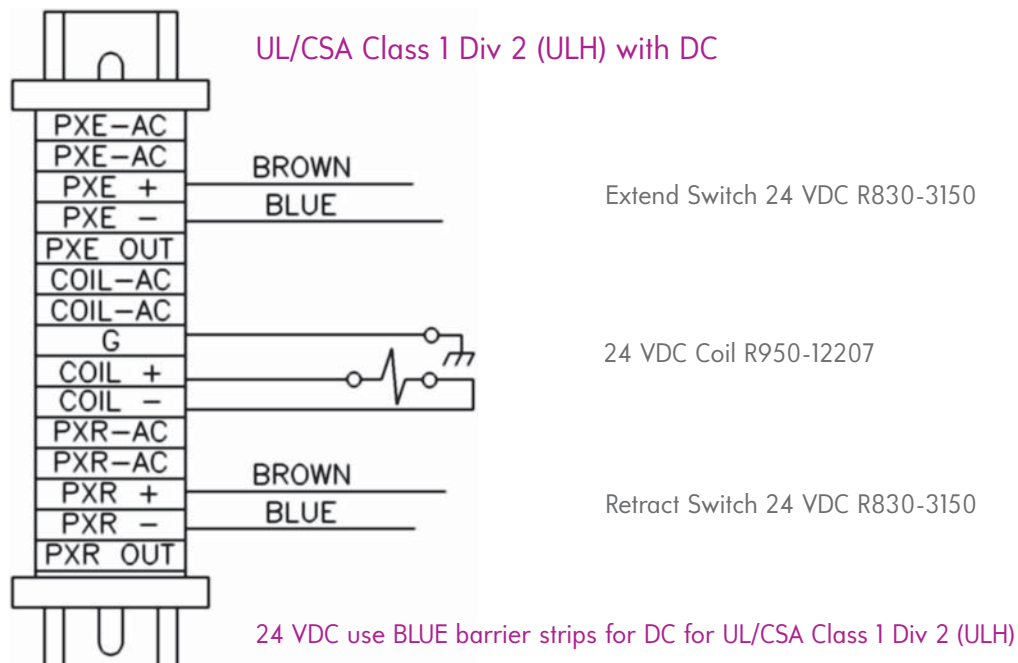 UL/CSA Class 1 Div 2 (ULH) with DC
PXE-AC
PXE-AC
PXE +
BROWN
Extend Switch 24 VDC R830-3150
PXE -
BLUE
PXE OUT
COIL-AC
COIL-AC
G
24 VDC Coil R950-12207
COIL +
COIL -
PXR-AC
PXR-AC
BROWN
PXR +
Retract Switch 24 VDC R830-3150
BLUE
PXR -
PXR OUT
24 VDC use BLUE barrier strips for DC for UL/CSA Class 1 Div 2 (ULH)